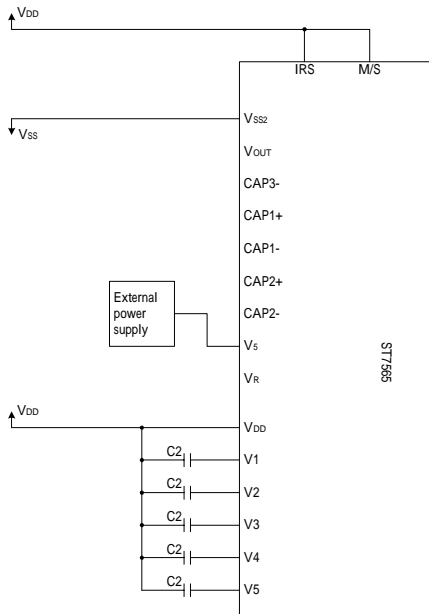 VDD
IRS M/S
VSS2
VSS
VOUT
CAP3-
CAP1+
CAP1-
CAP2+
CAP2-
External
power
supply
V5
VR
ST7565
VDD
VDD
C2 V1
C2 V2
C2 V3
C2 V4
C2 V5